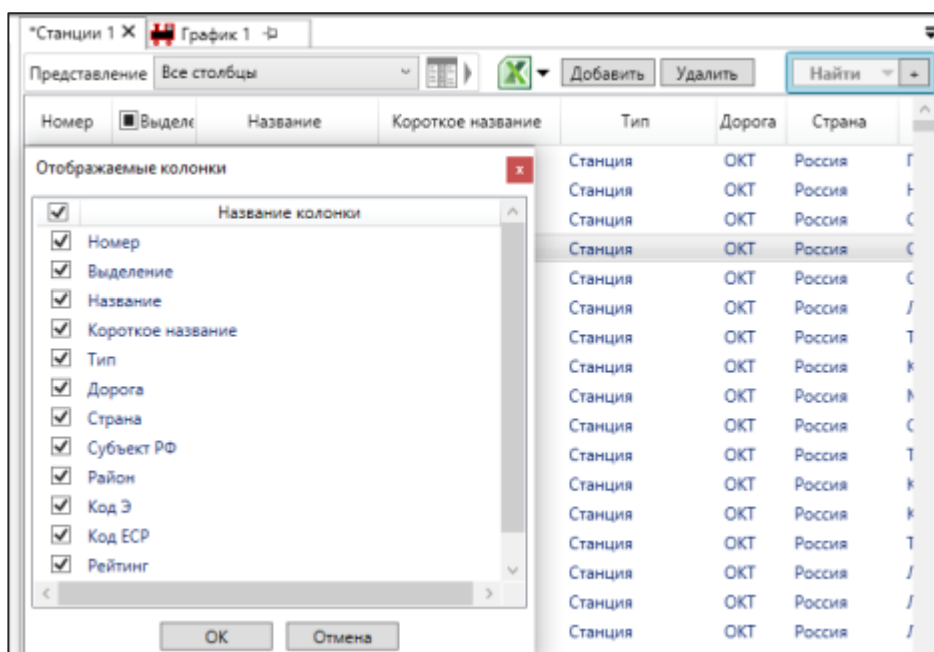 *Станции 1 График 1
Представление Все столбцы Добавить Удалить Найти +
Номер Выделе Название Короткое название Тип Дорога Страна
Отображаемые колонки x
Название колонки
Номер
Выделение
Название
Короткое название
Тип
Дорога
Страна
Субъект РФ
Район
Код Э
Код ЕСР
Рейтинг
OK Отмена
Станция ОКТ Россия Г
Станция ОКТ Россия Н
Станция ОКТ Россия С
Станция ОКТ Россия С
Станция ОКТ Россия С
Станция ОКТ Россия Л
Станция ОКТ Россия Т
Станция ОКТ Россия К
Станция ОКТ Россия М
Станция ОКТ Россия С
Станция ОКТ Россия Т
Станция ОКТ Россия К
Станция ОКТ Россия К
Станция ОКТ Россия Т
Станция ОКТ Россия Л
Станция ОКТ Россия Л
Станция ОКТ Россия Л